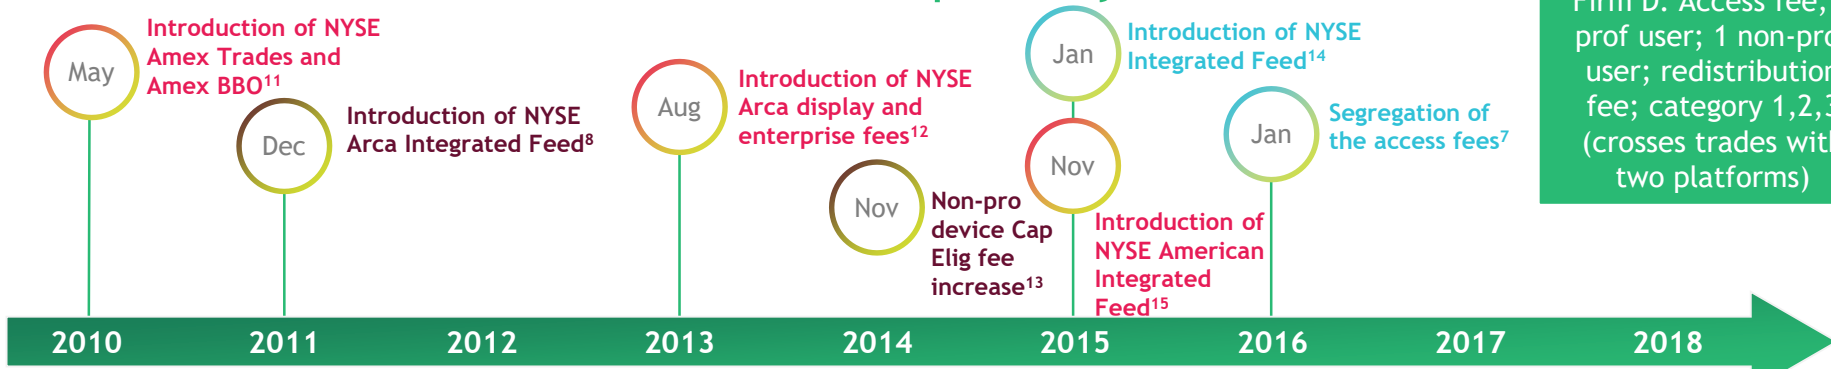 May
Introduction of NYSE
Amex Trades and
Amex BBO¹¹
Dec
Introduction of NYSE
Arca Integrated Feed⁸
Aug
Introduction of NYSE
Arca display and
enterprise fees¹²
Nov
Non-pro
device Cap
Elig fee
increase¹³
Jan
Introduction of NYSE
Integrated Feed¹⁴
Nov
Introduction of
NYSE American
Integrated
Feed¹⁵
Jan
Segregation of
the access fees⁷
Firm D: Access fee;
prof user; 1 non-pro
user; redistribution
fee; category 1,2,3
(crosses trades with
two platforms)
2010 2011 2012 2013 2014 2015 2016 2017 2018